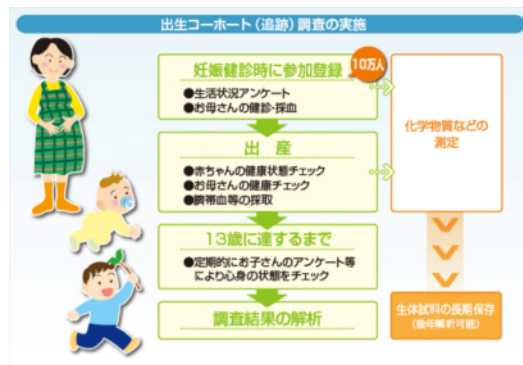 出生コーホート（追跡）調査の実施
妊娠健診時に参加登録
10万人
●生活状況アンケート
●お母さんの健診・採血
出 産
●赤ちゃんの健康状態チェック
●お母さんの健康チェック
●臍帯血等の採取
13歳に達するまで
●定期的にお子さんのアンケート等
により心身の状態をチェック
調査結果の解析
化学物質などの
測定
生体試料の長期保存
（後年解析可能）